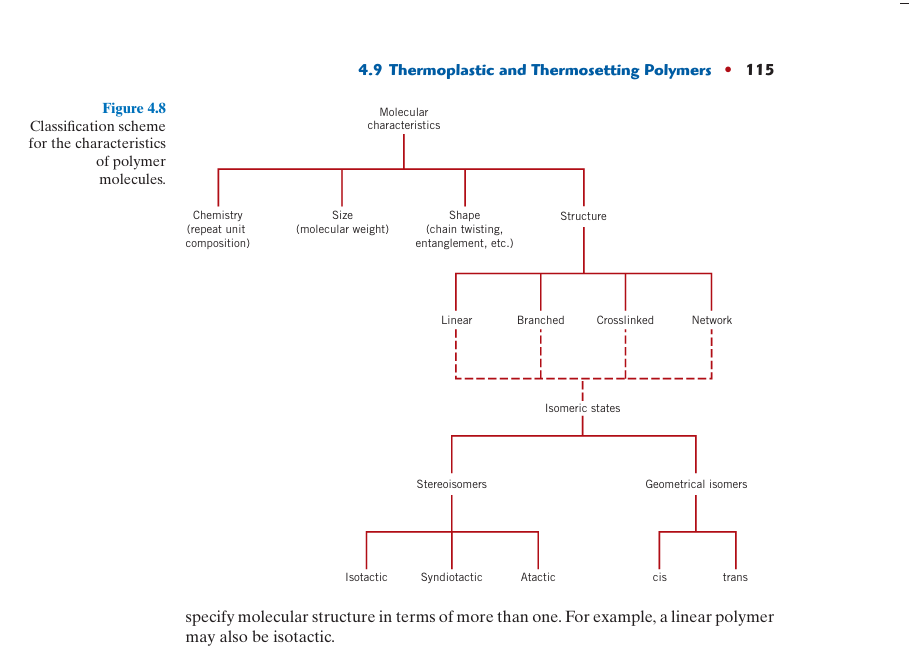 4.9 Thermoplastic and Thermosetting Polymers • 115
Figure 4.8
Classification scheme
for the characteristics
of polymer
molecules.
Molecular
characteristics
Chemistry
(repeat unit
composition)
Size
(molecular weight)
Shape
(chain twisting,
entanglement, etc.)
Structure
Linear
Branched
Crosslinked
Network
Isomeric states
Stereoisomers
Geometrical isomers
Isotactic
Syndiotactic
Atactic
cis
trans
specify molecular structure in terms of more than one. For example, a linear polymer
may also be isotactic.